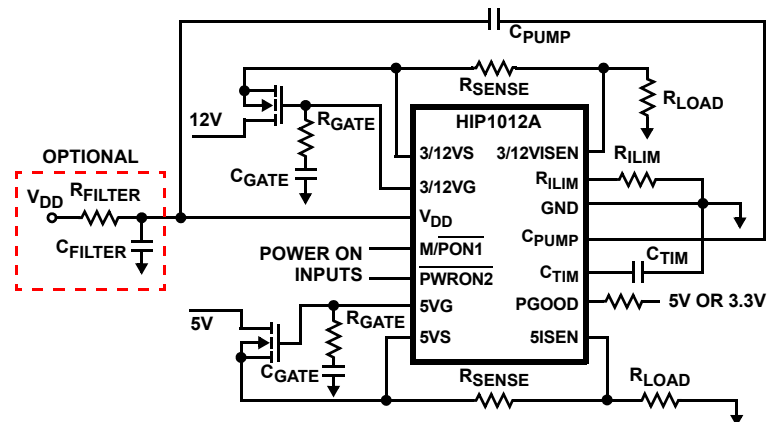 CPUMP
RSENSE
RLOAD
12V
RGATE
CGATE
HIP1012A
3/12VS
3/12VISEN
3/12VG
RILIM
RILIM
GND
VDD
CPUMP
M/PON1
PWRON2
CTIM
CTIM
5VG
PGOOD
5VS
5ISEN
OPTIONAL
VDD
RFILTER
CFILTER
POWER ON
INPUTS
5V OR 3.3V
5V
RGATE
CGATE
RSENSE
RLOAD